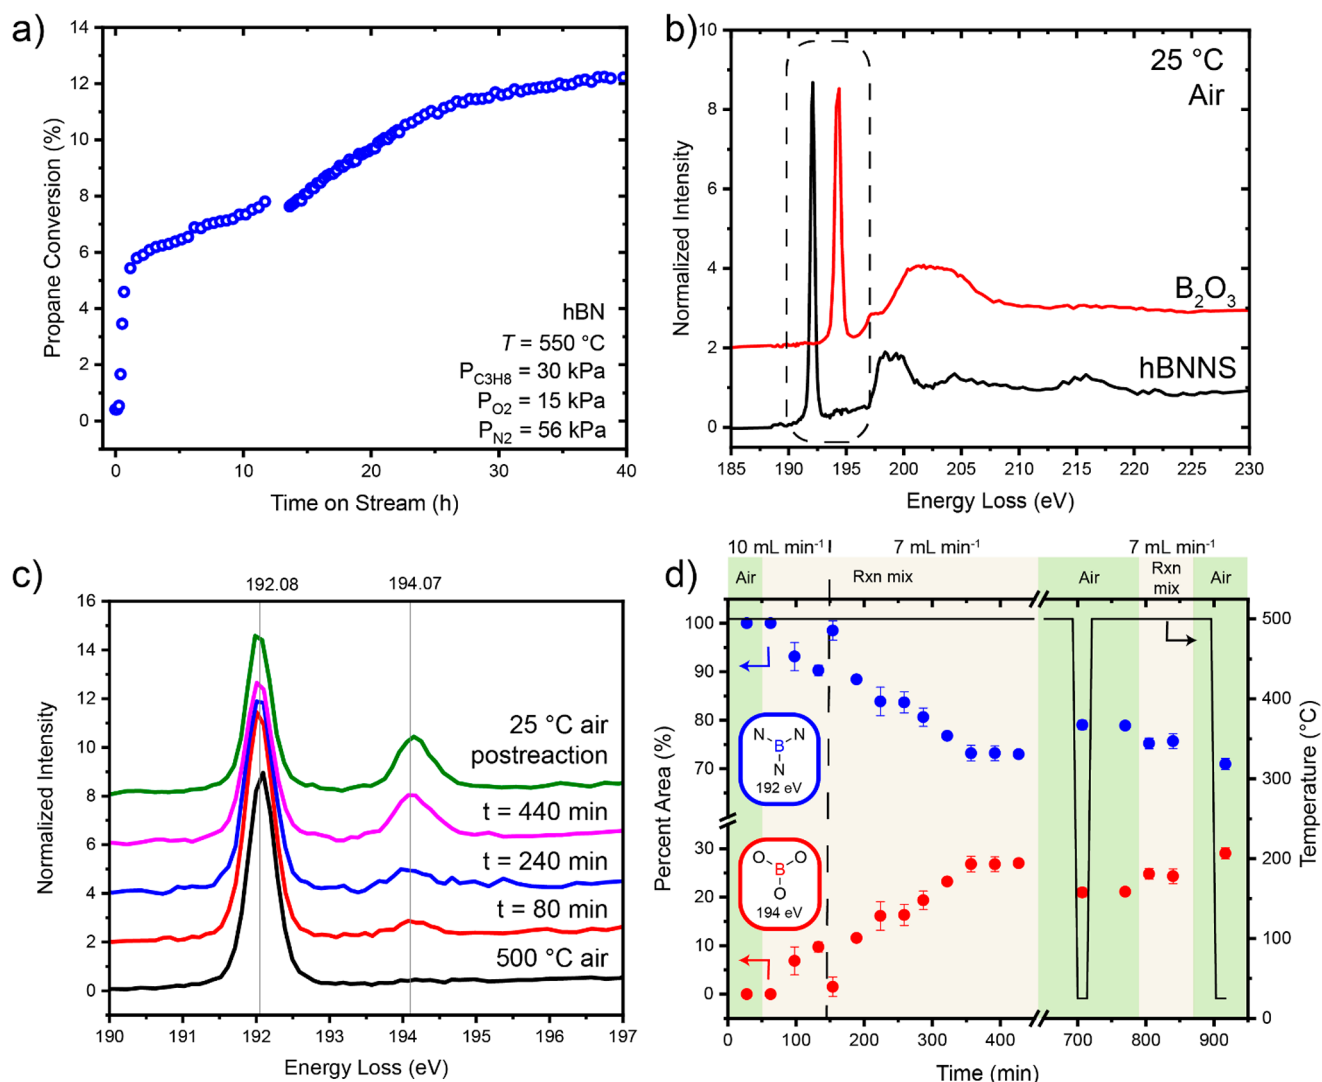 a)
14
12
10
8
6
4
2
0
Propane Conversion (%)
hBN
T = 550 °C
P_C3H8 = 30 kPa
P_O2 = 15 kPa
P_N2 = 56 kPa
0 10 20 30 40
Time on Stream (h)
b)
10
8
6
4
2
0
Normalized Intensity
25 °C
Air
B₂O₃
hBNNS
185 190 195 200 205 210 215 220 225 230
Energy Loss (eV)
c)
192.08 194.07
16
14
12
10
8
6
4
2
0
Normalized Intensity
25 °C air
postreaction
t = 440 min
t = 240 min
t = 80 min
500 °C air
190 191 192 193 194 195 196 197
Energy Loss (eV)
d)
10 mL min⁻¹ 7 mL min⁻¹ 7 mL min⁻¹
Air Rxn mix Air Rxn Air
mix
100
90
80
70
30
20
10
0
Percent Area (%)
N N
B
N
192 eV
O O
B
O
194 eV
500
400
300
200
100
0
Temperature (°C)
0 100 200 300 400 700 800 900
Time (min)